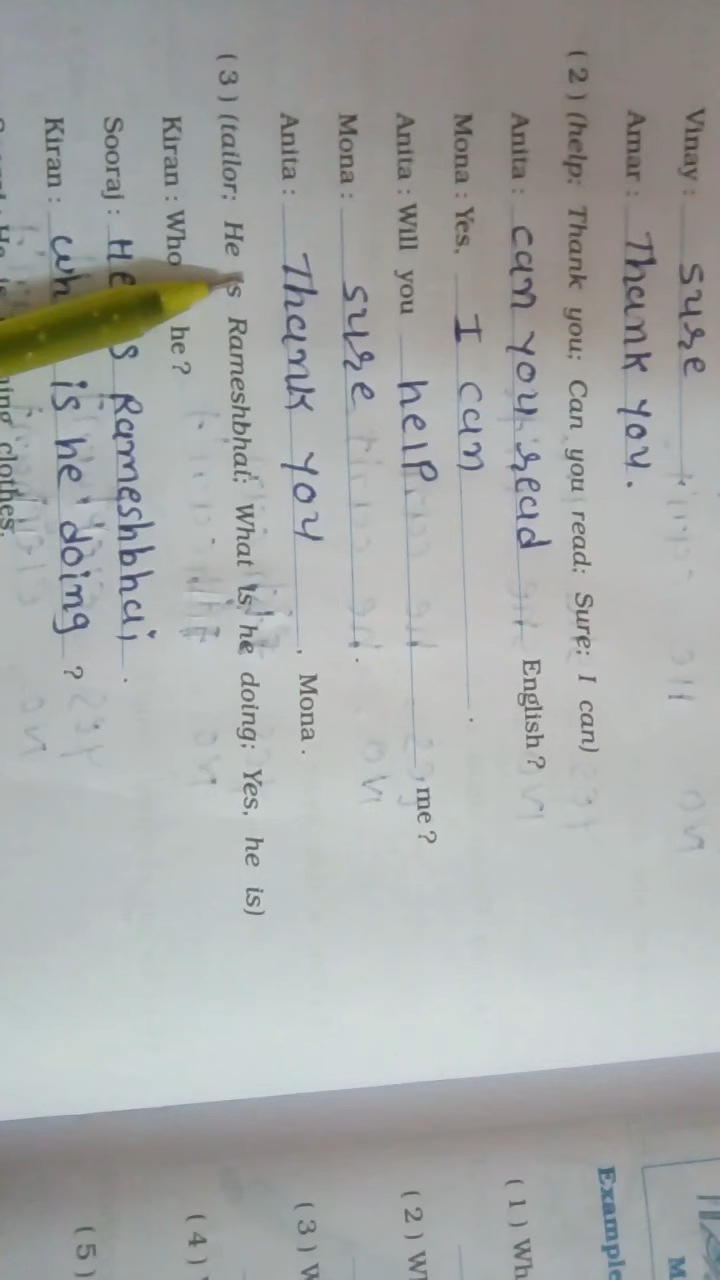 Vinay : sure
Amar : Thank you.
( 2 ) (help; Thank you; Can you read; Sure; I can)
Anita : can you read English ?
Mona : Yes, I can .
Anita : Will you help , me ?
Mona : sure .
Anita : Thank you , Mona .
( 3 ) (tailor; He is Rameshbhai; What is he doing; Yes, he is)
Kiran : Who he ?
Sooraj : He s Rameshbhai .
Kiran : wh is he doing ?
clothes.
Example
( 1 ) Wh
( 2 )
( 3 ) W
( 4 )
( 5 )